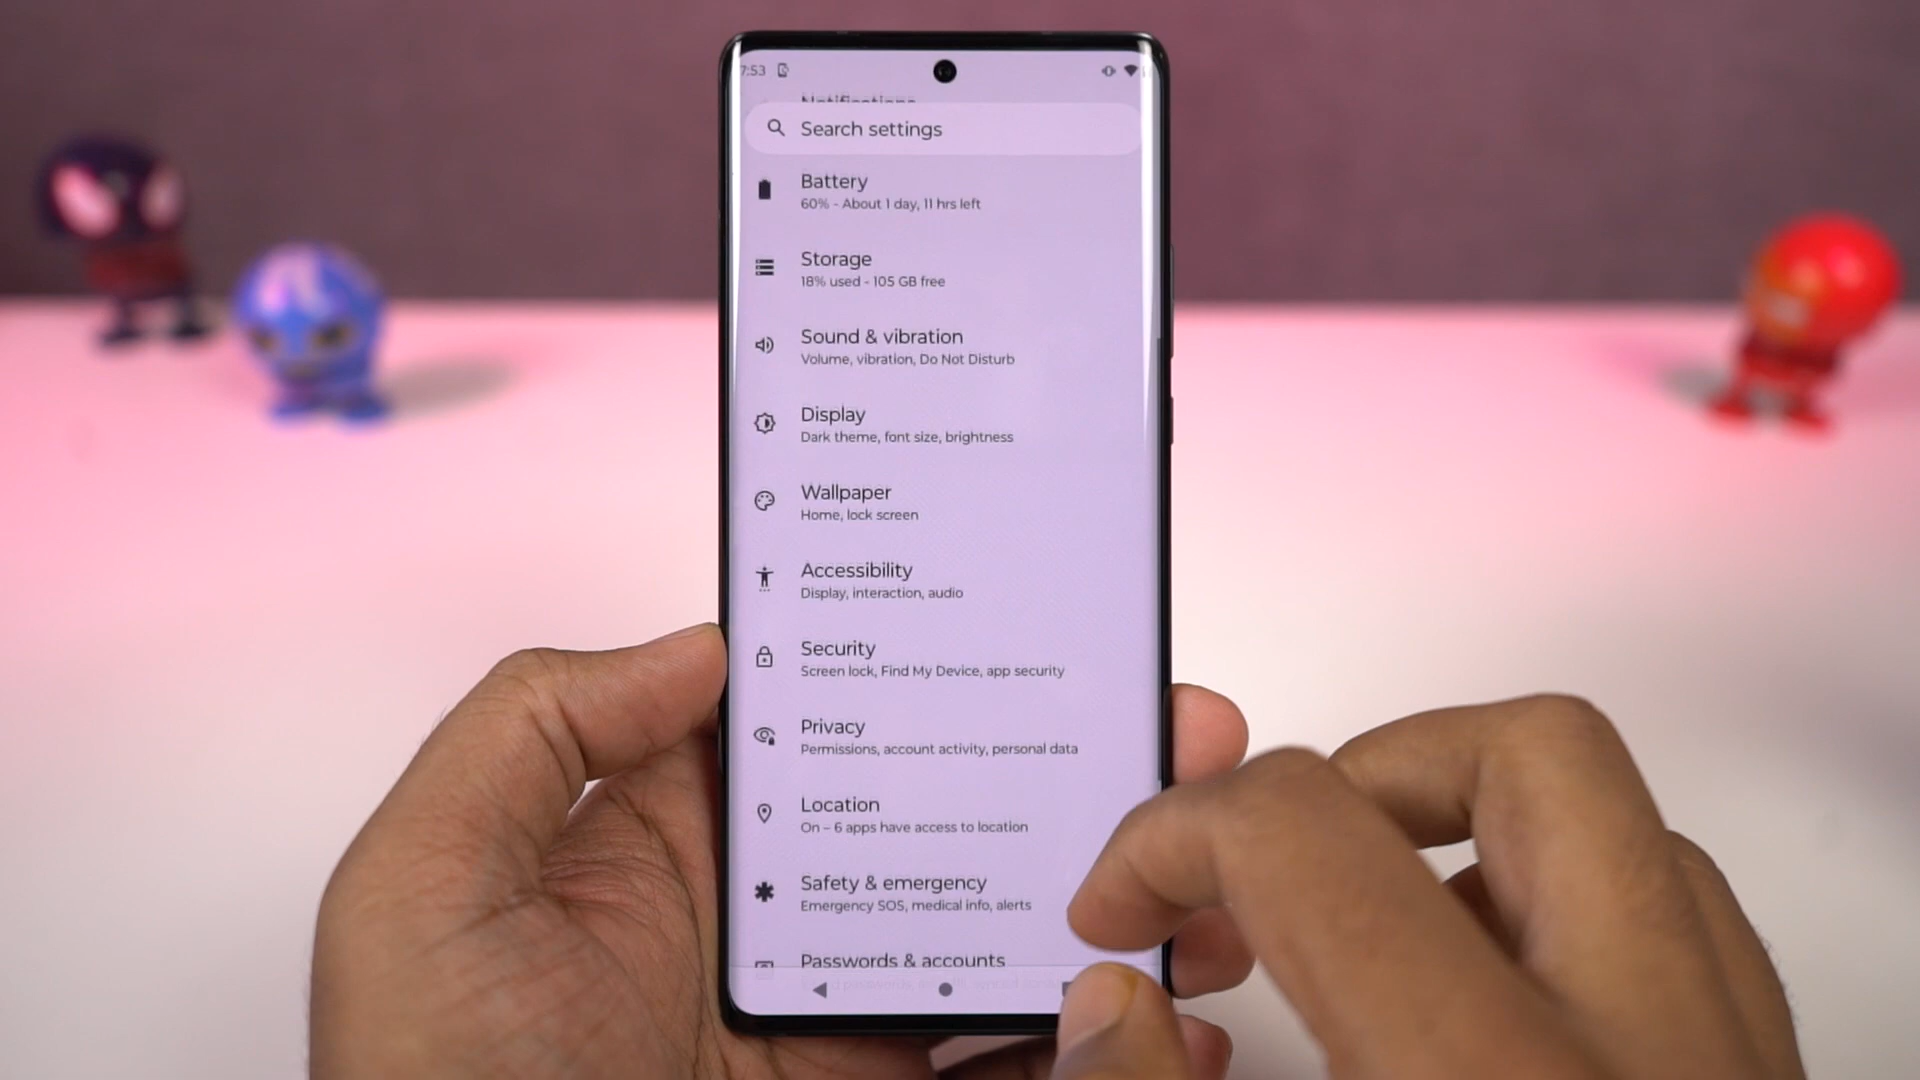 7:53
Notifications
Search settings
Battery
60% - About 1 day, 11 hrs left
Storage
18% used - 105 GB free
Sound & vibration
Volume, vibration, Do Not Disturb
Display
Dark theme, font size, brightness
Wallpaper
Home, lock screen
Accessibility
Display, interaction, audio
Security
Screen lock, Find My Device, app security
Privacy
Permissions, account activity, personal data
Location
On – 6 apps have access to location
Safety & emergency
Emergency SOS, medical info, alerts
Passwords & accounts